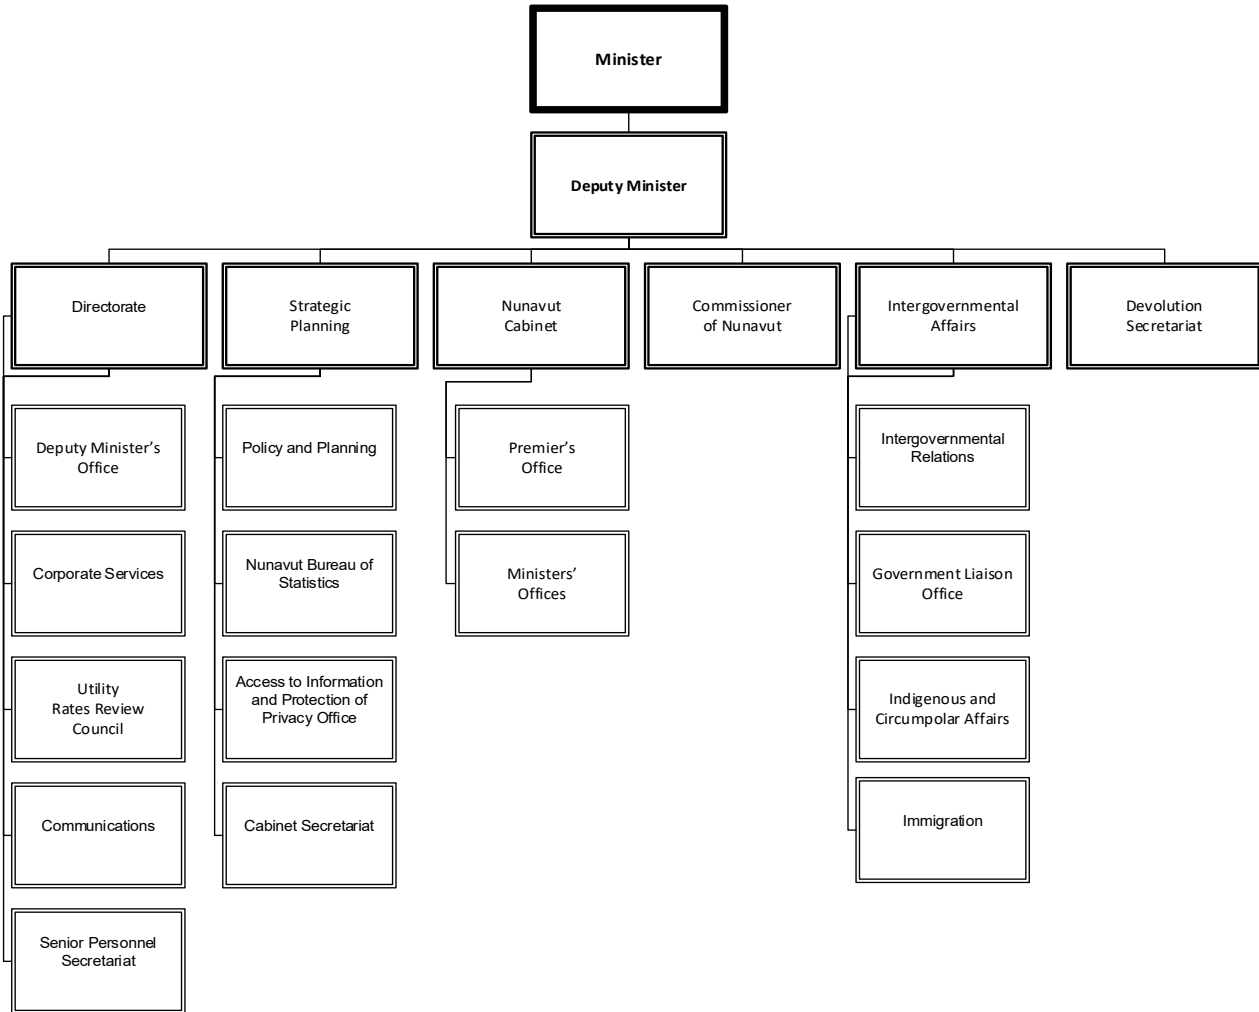 Minister
Deputy Minister
Directorate
Strategic
Planning
Nunavut
Cabinet
Commissioner
of Nunavut
Intergovernmental
Affairs
Devolution
Secretariat
Deputy Minister’s
Office
Policy and Planning
Premier’s
Office
Intergovernmental
Relations
Corporate Services
Nunavut Bureau of
Statistics
Ministers’
Offices
Government Liaison
Office
Utility
Rates Review
Council
Access to Information
and Protection of
Privacy Office
Indigenous and
Circumpolar Affairs
Communications
Cabinet Secretariat
Immigration
Senior Personnel
Secretariat